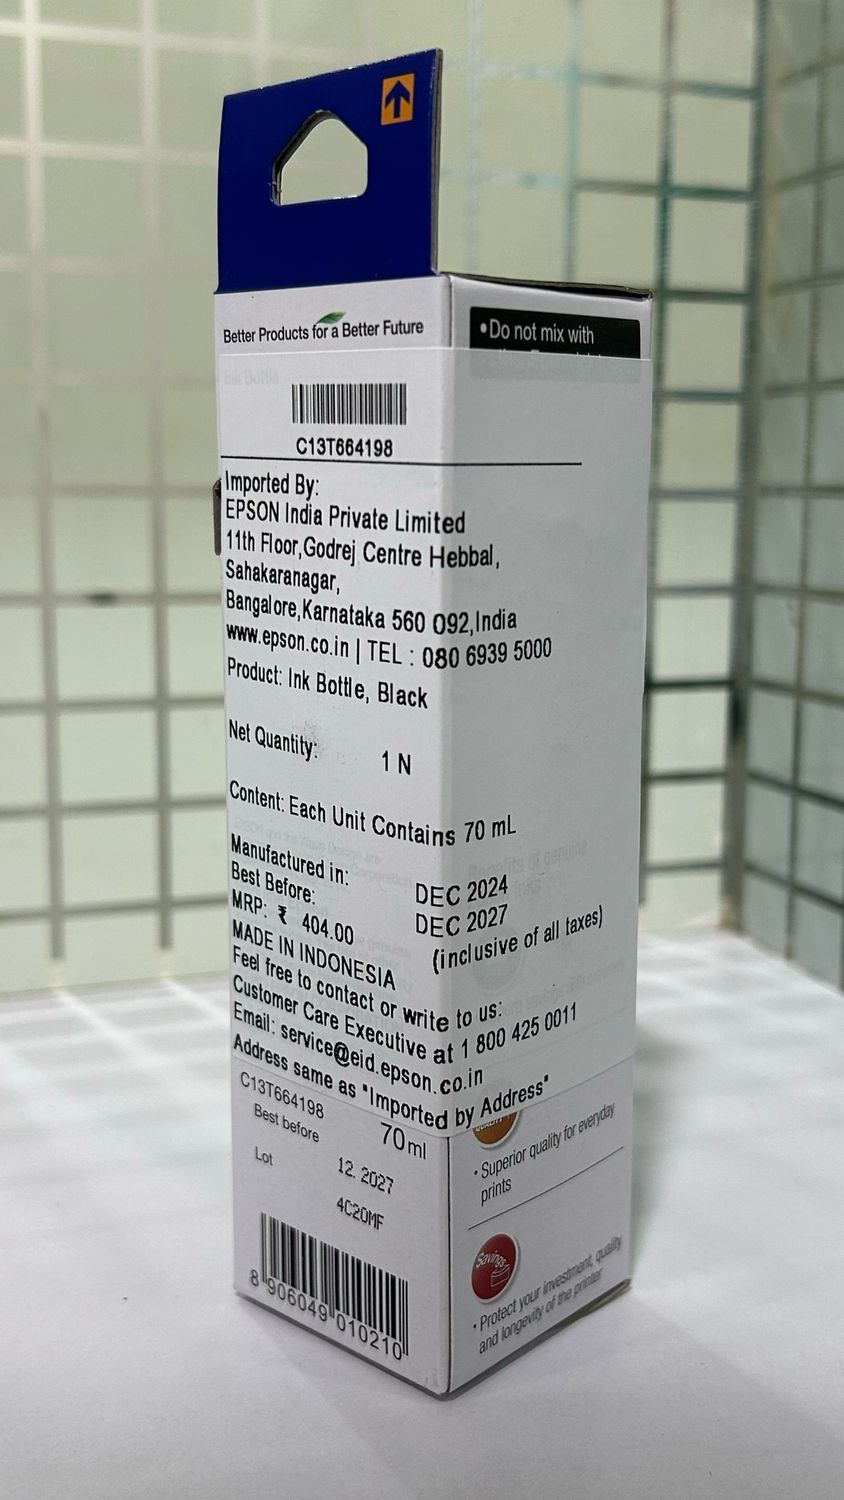 Better Products for a Better Future
•Do not mix with
C13T664198
Imported By:
EPSON India Private Limited
11th Floor,Godrej Centre Hebbal,
Sahakaranagar,
Bangalore,Karnataka 560 092,India
www.epson.co.in | TEL : 080 6939 5000
Product: Ink Bottle, Black
Net Quantity: 1 N
Content: Each Unit Contains 70 mL
Manufactured in: DEC 2024
Best Before: DEC 2027
MRP: ₹ 404.00 (inclusive of all taxes)
MADE IN INDONESIA
Feel free to contact or write to us:
Customer Care Executive at 1 800 425 0011
Email: service@eid.epson.co.in
Address same as "Imported by Address"
C13T664198
70ml
Best before 12. 2027
Lot 4C20MF
8 906049 010210
• Superior quality for everyday
prints
Savings
• Protect your investment, quality
and longevity of the printer